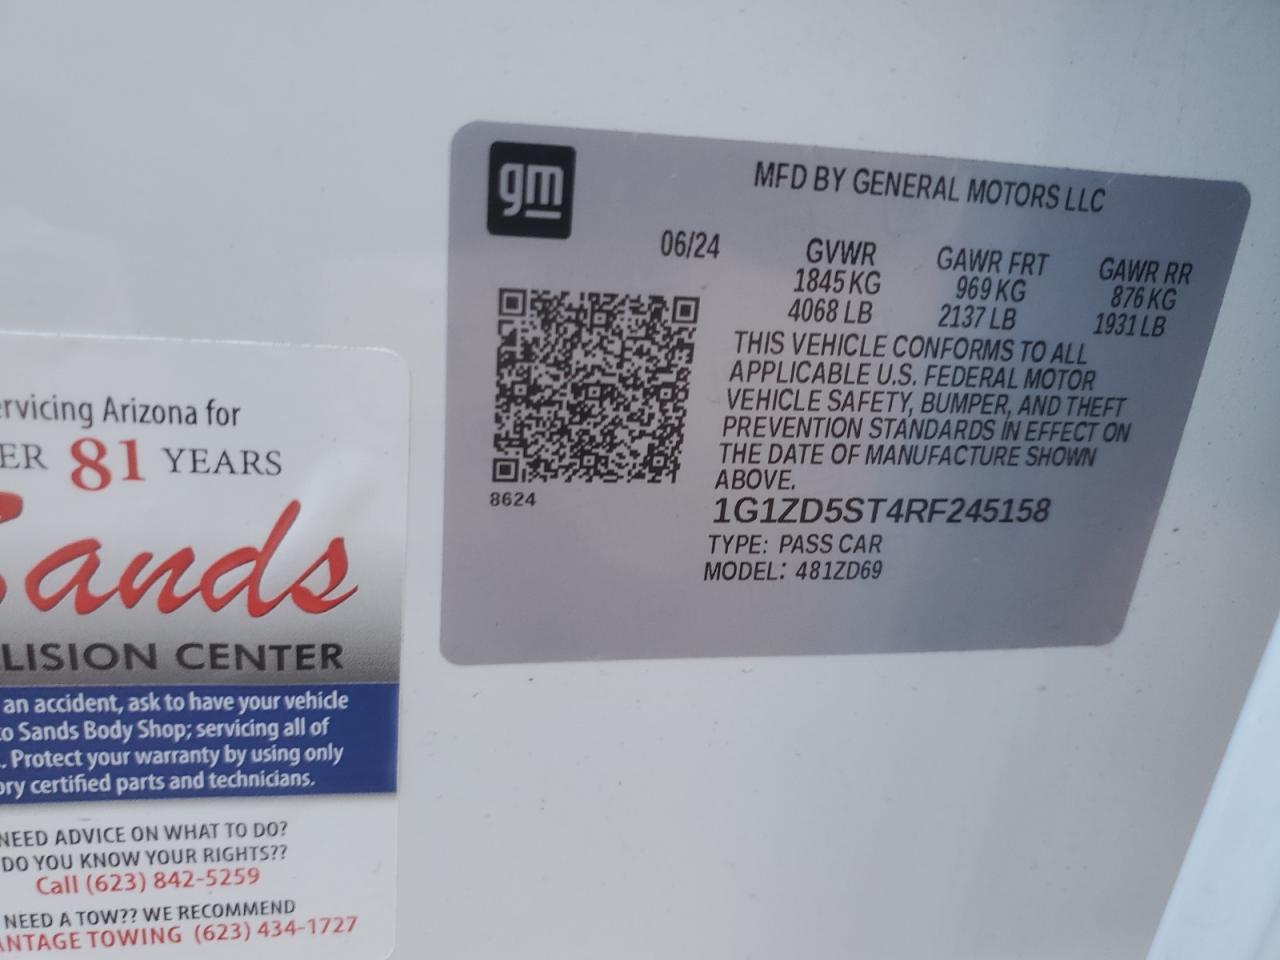 gm
MFD BY GENERAL MOTORS LLC
06/24
GVWR
1845 KG
4068 LB
GAWR FRT
969 KG
2137 LB
GAWR RR
876 KG
1931 LB
THIS VEHICLE CONFORMS TO ALL
APPLICABLE U.S. FEDERAL MOTOR
VEHICLE SAFETY, BUMPER, AND THEFT
PREVENTION STANDARDS IN EFFECT ON
THE DATE OF MANUFACTURE SHOWN
ABOVE.
8624
1G1ZD5ST4RF245158
TYPE: PASS CAR
MODEL: 481ZD69
ervicing Arizona for
ER 81 YEARS
Sands
LISION CENTER
an accident, ask to have your vehicle
to Sands Body Shop; servicing all of
. Protect your warranty by using only
ory certified parts and technicians.
NEED ADVICE ON WHAT TO DO?
DO YOU KNOW YOUR RIGHTS??
Call (623) 842-5259
NEED A TOW?? WE RECOMMEND
ANTAGE TOWING (623) 434-1727